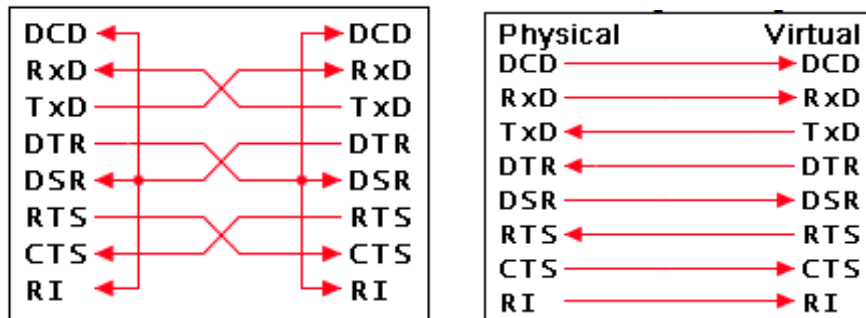 DCD DCD
RxD RxD
TxD TxD
DTR DTR
DSR DSR
RTS RTS
CTS CTS
RI RI
Physical Virtual
DCD DCD
RxD RxD
TxD TxD
DTR DTR
DSR DSR
RTS RTS
CTS CTS
RI RI